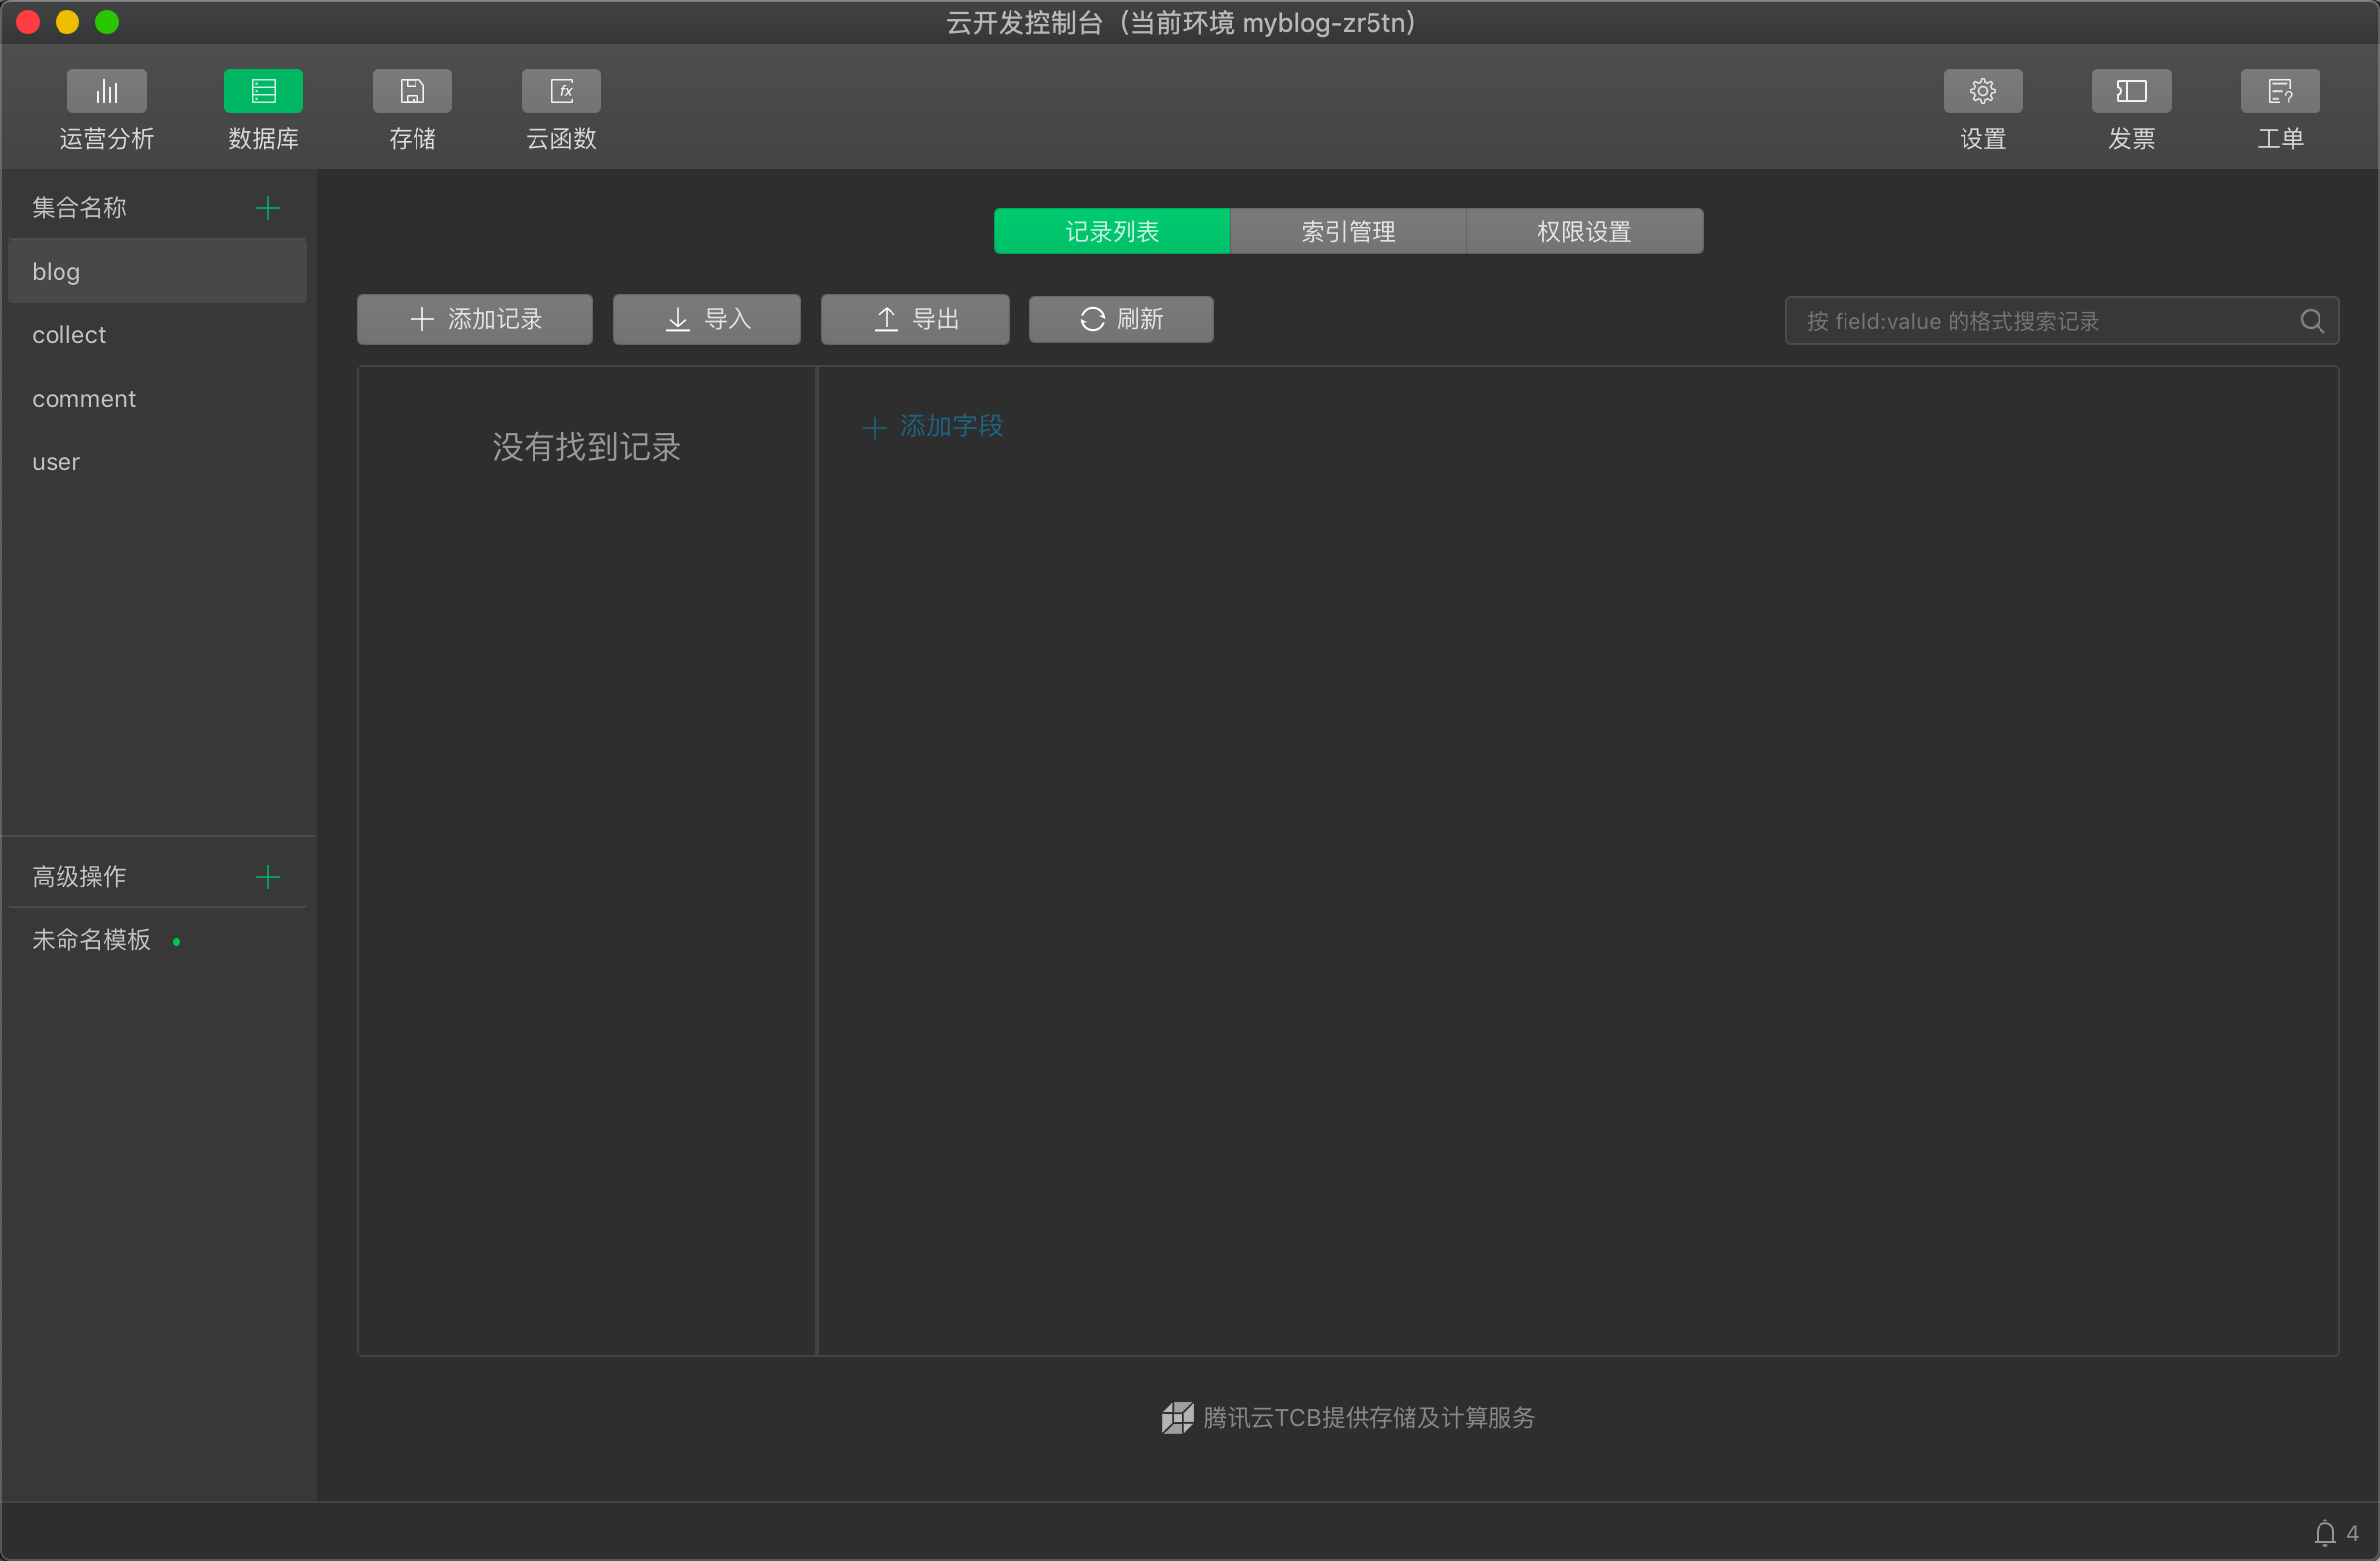 云开发控制台（当前环境 myblog-zr5tn）
运营分析
数据库
存储
云函数
设置
发票
工单
集合名称
blog
collect
comment
user
高级操作
未命名模板
记录列表
索引管理
权限设置
添加记录
导入
导出
刷新
按 field:value 的格式搜索记录
没有找到记录
添加字段
腾讯云TCB提供存储及计算服务
4